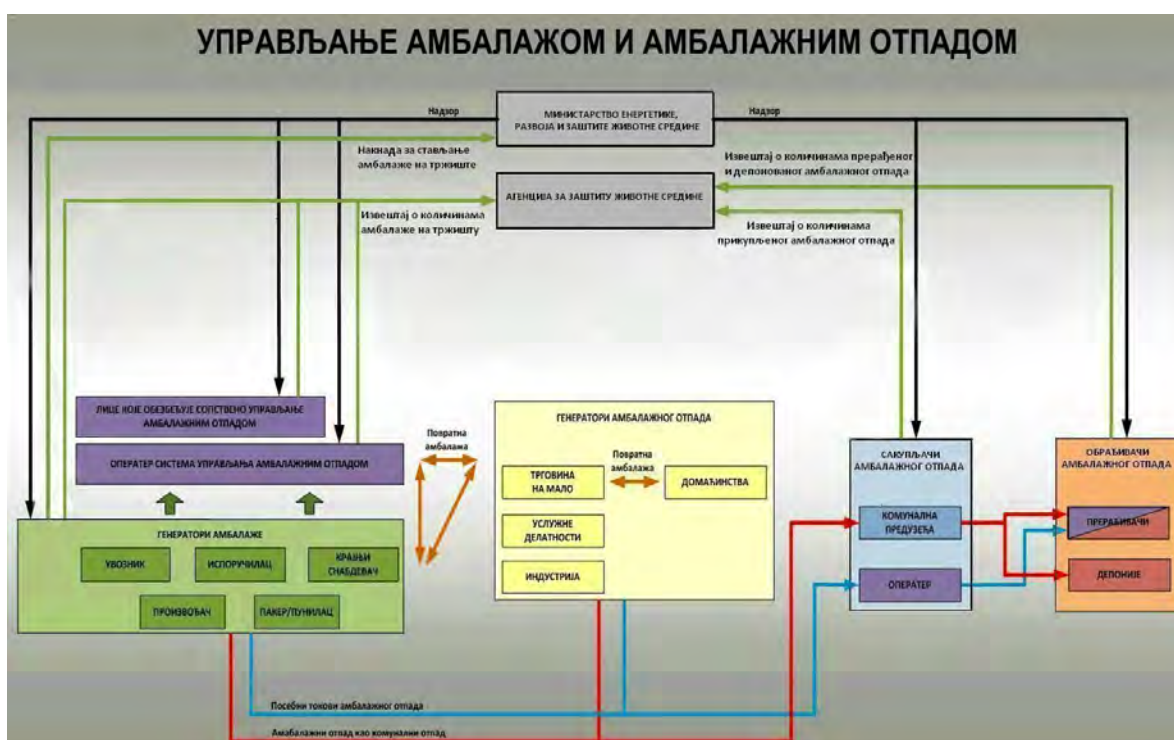 УПРАВЉАЊЕ АМБАЛАЖОМ И АМБАЛАЖНИМ ОТПАДОМ
Надзор
МИНИСТАРСТВО ЕНЕРГЕТИКЕ,
РАЗВОЈА И ЗАШТИТЕ ЖИВОТНЕ СРЕДИНЕ
Надзор
Накнада за стављање
амбалаже на тржиште
Извештај о количинама прерађеног
и депонованог амбалажног отпада
АГЕНЦИЈА ЗА ЗАШТИТУ ЖИВОТНЕ СРЕДИНЕ
Извештај о количинама
амбалаже на тржишту
Извештај о количинама
прикупљеног амбалажног отпада
ЛИЦЕ КОЈЕ ОБЕЗБЕЂУЈЕ СОПСТВЕНО УПРАВЉАЊЕ
АМБАЛАЖНИМ ОТПАДОМ
ОПЕРАТЕР СИСТЕМА УПРАВЉАЊА АМБАЛАЖНИМ ОТПАДОМ
ГЕНЕРАТОРИ АМБАЛАЖЕ
УВОЗНИК
ИСПОРУЧИЛАЦ
КРАЈЊИ
СНАБДЕВАЧ
ПРОИЗВОЂАЧ
ПАКЕР/ПУНИЛАЦ
Повратна
амбалажа
ГЕНЕРАТОРИ АМБАЛАЖНОГ ОТПАДА
ТРГОВИНА
НА МАЛО
Повратна
амбалажа
ДОМАЋИНСТВА
УСЛУЖНЕ
ДЕЛАТНОСТИ
ИНДУСТРИЈА
САКУПЉАЧИ
АМБАЛАЖНОГ ОТПАДА
КОМУНАЛНА
ПРЕДУЗЕЋА
ОПЕРАТЕР
ОБРАЂИВАЧИ
АМБАЛАЖНОГ ОТПАДА
ПРЕРАЂИВАЧИ
ДЕПОНИЈЕ
Посебни токови амбалажног отпада
Амабалажни отпад као комунални отпад